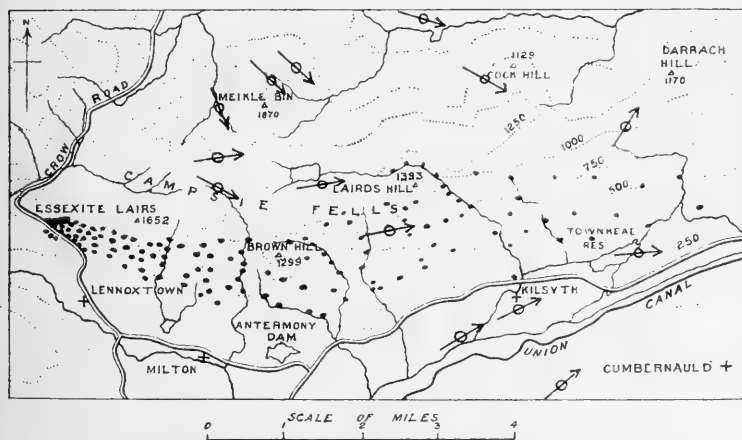 N
CROW ROAD
MEIKLE BIN
1870
1129
COCK HILL
DARRACH
HILL
1170
1250
1000
750
500
250
CAMPSIE FELLS
1393
LAIRDS HILL
ESSEXITE LAIRS
1652
BROWN HILL
1299
TOWNHEAL
RES
LENNOXTOWN
KILSYTH
ANTERMONY
DAM
MILTON
UNION CANAL
CUMBERNAULD
SCALE OF MILES
0 1 2 3 4